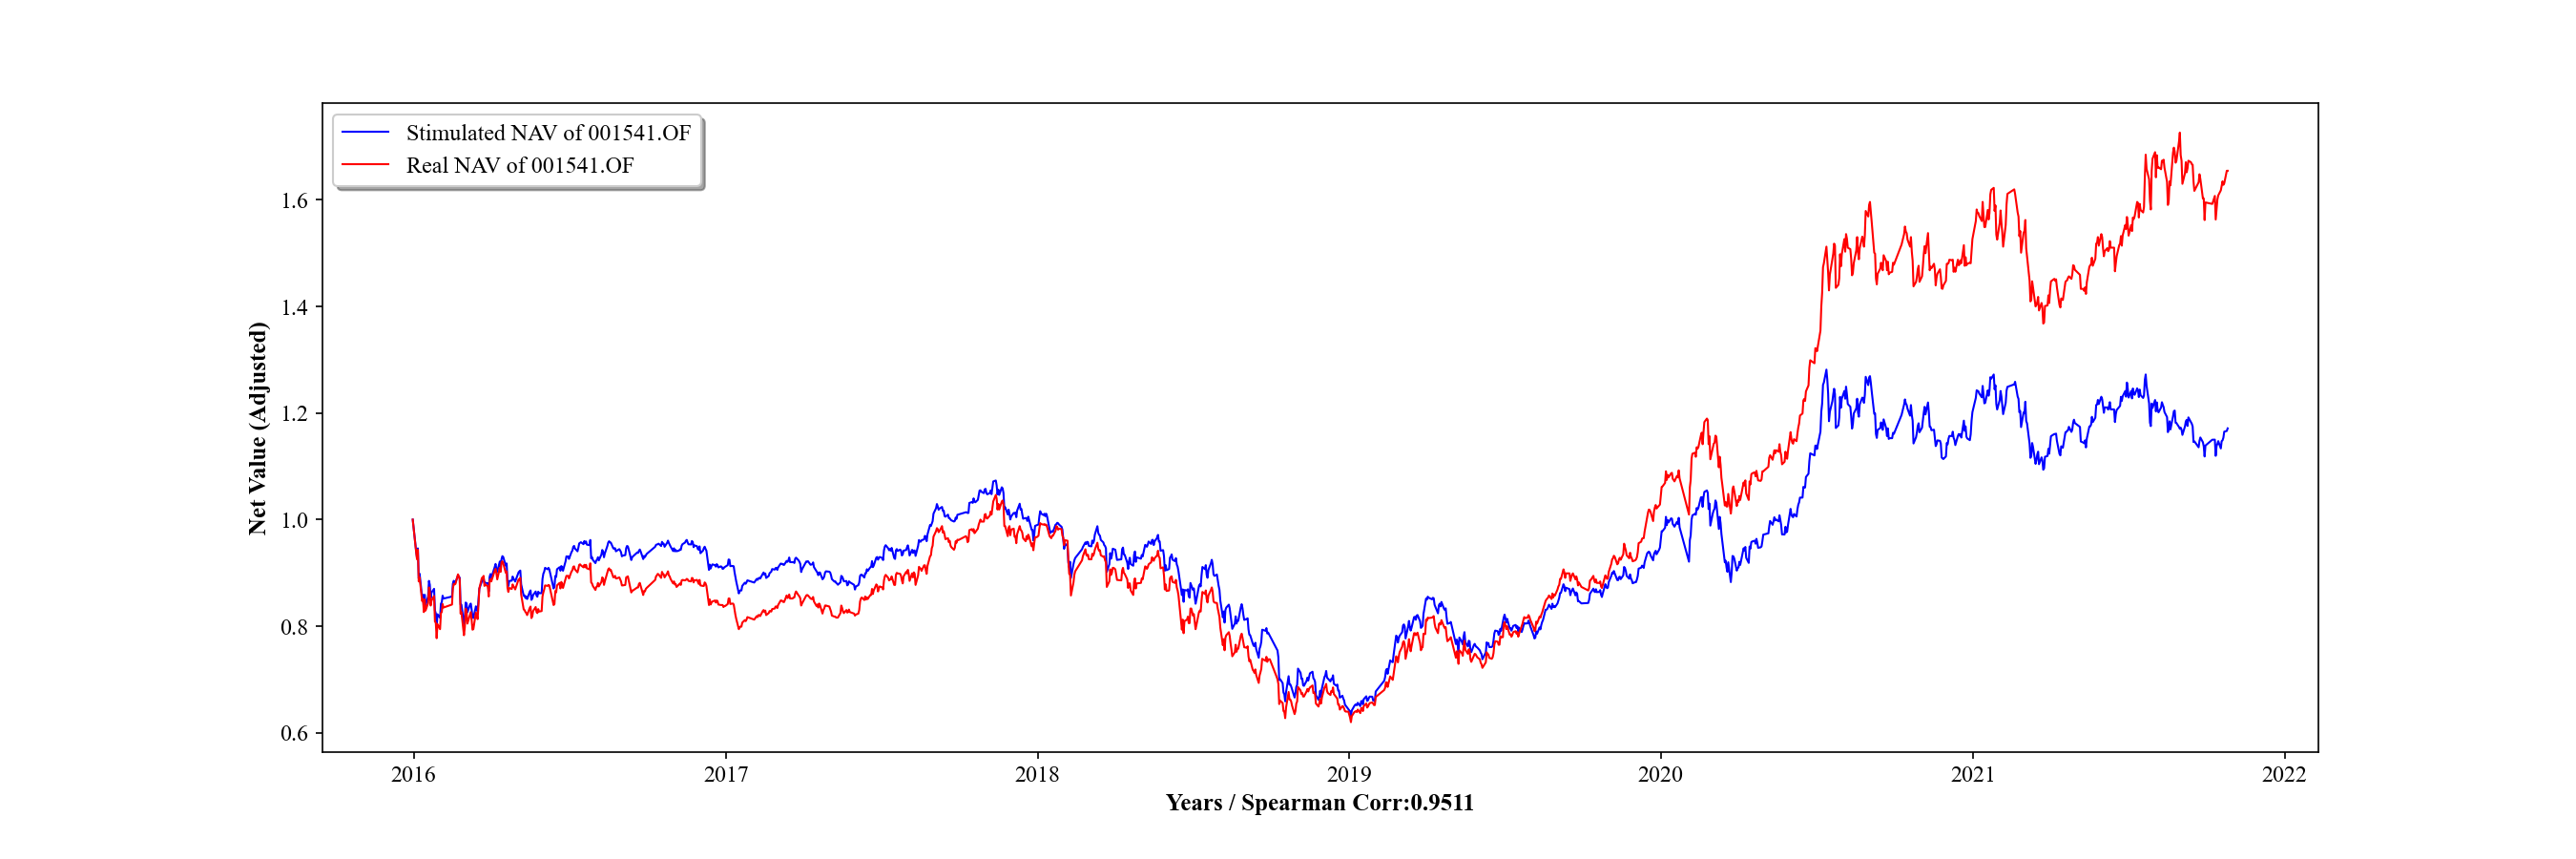 Stimulated NAV of 001541.OF
Real NAV of 001541.OF
Net Value (Adjusted)
1.6
1.4
1.2
1.0
0.8
0.6
2016 2017 2018 2019 2020 2021 2022
Years / Spearman Corr:0.9511